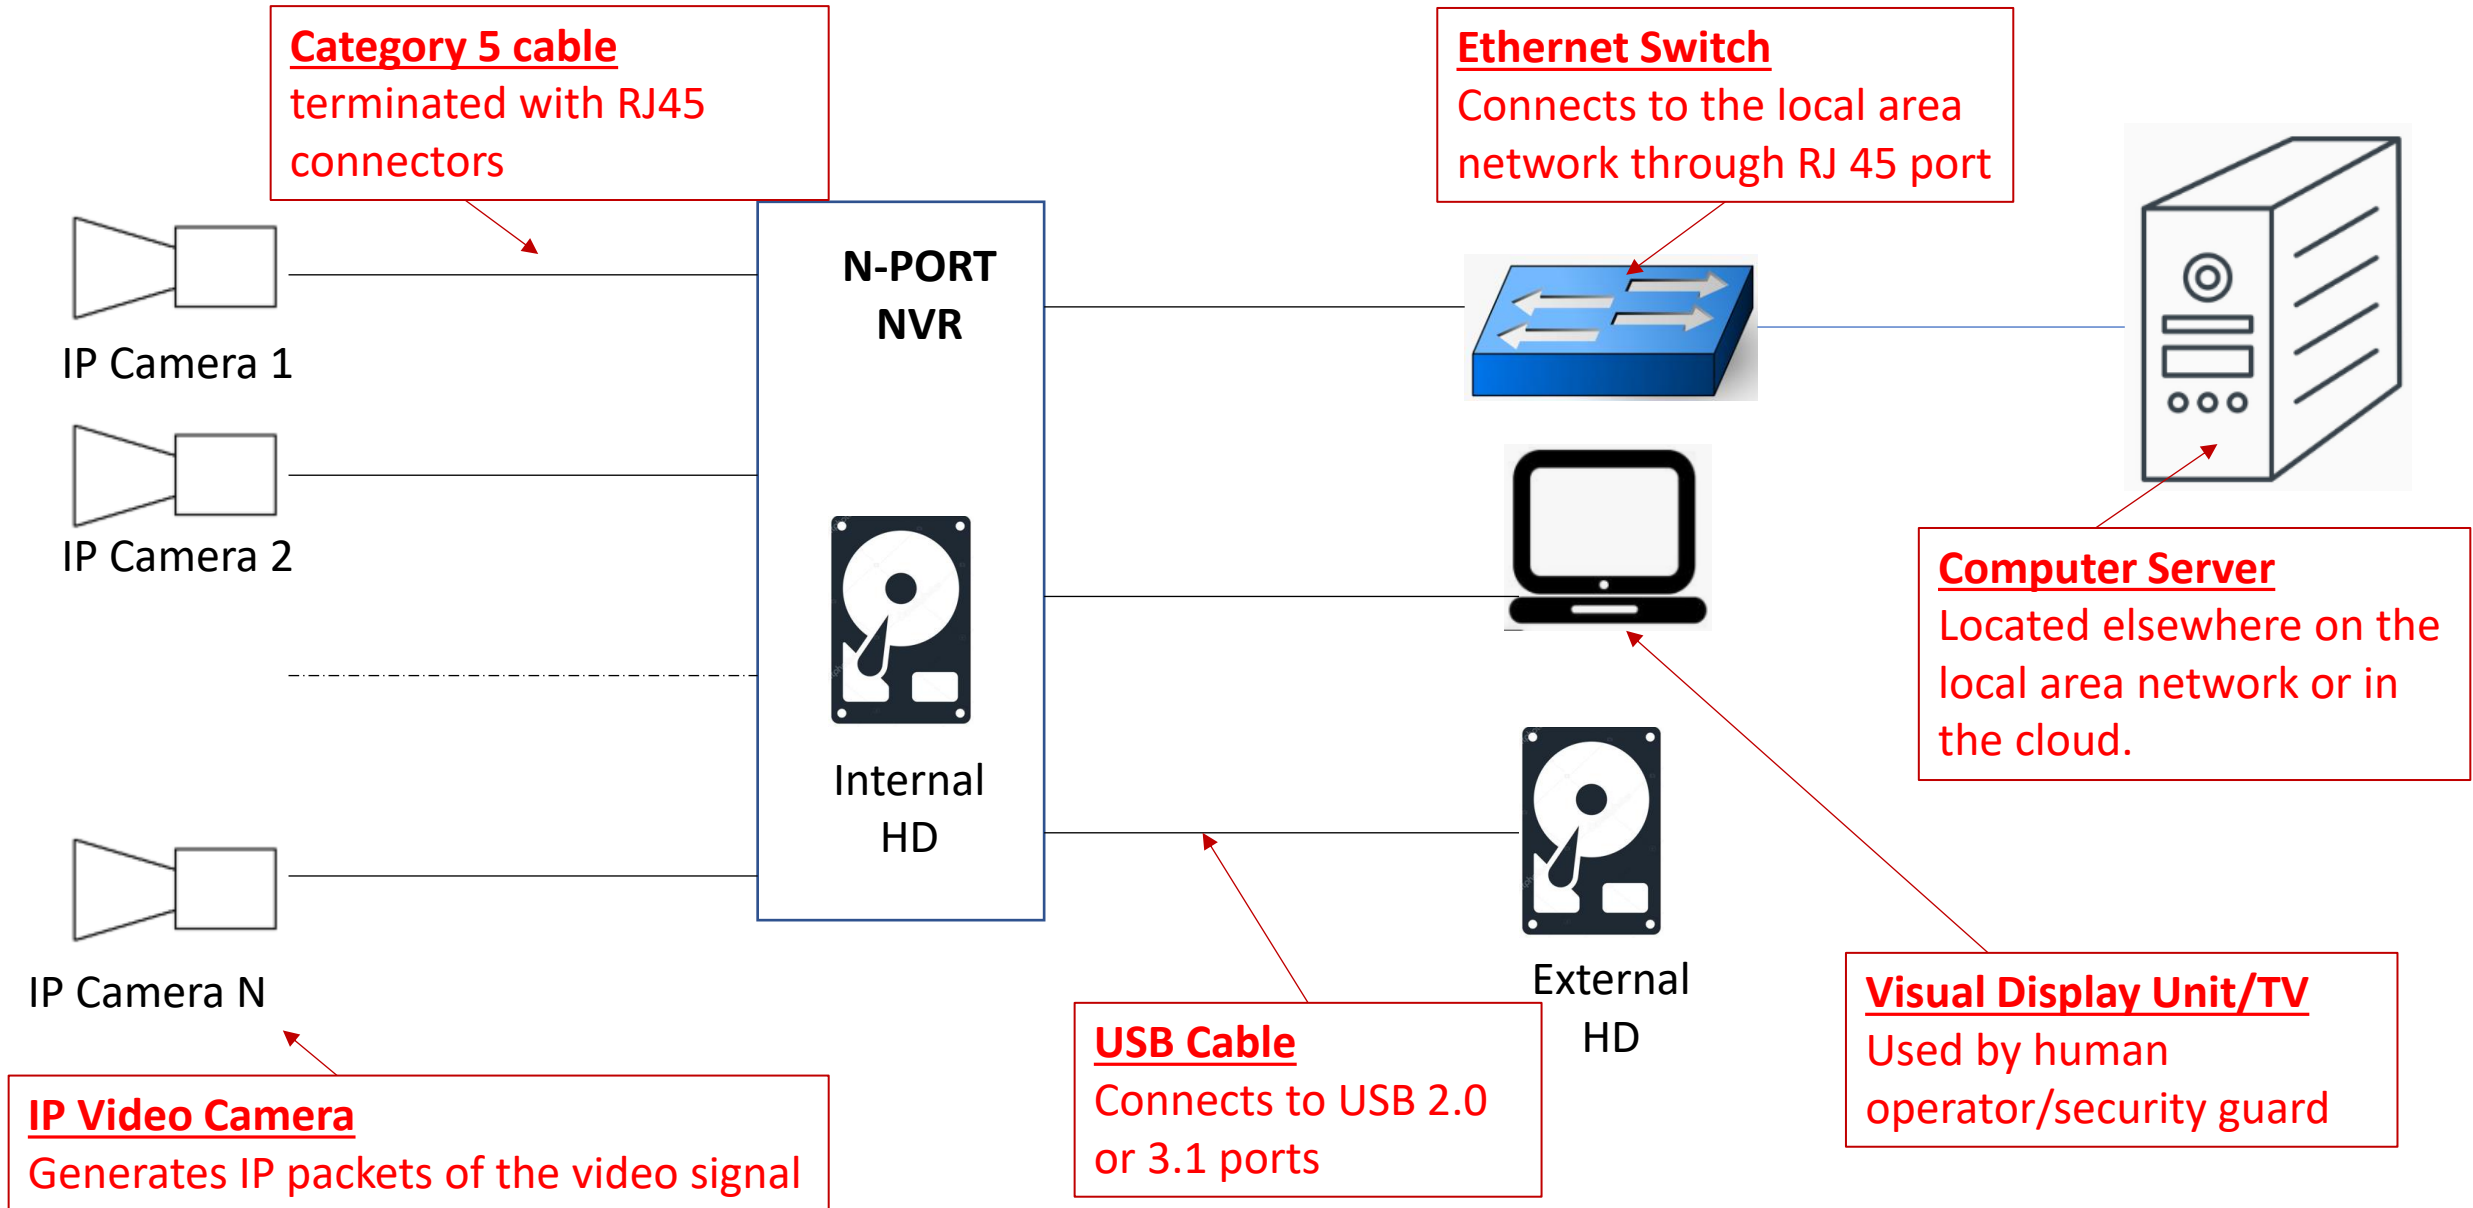 Category 5 cable
terminated with RJ45
connectors
Ethernet Switch
Connects to the local area
network through RJ 45 port
N-PORT
NVR
IP Camera 1
IP Camera 2
Internal
HD
Computer Server
Located elsewhere on the
local area network or in
the cloud.
IP Camera N
External
HD
USB Cable
Connects to USB 2.0
or 3.1 ports
Visual Display Unit/TV
Used by human
operator/security guard
IP Video Camera
Generates IP packets of the video signal